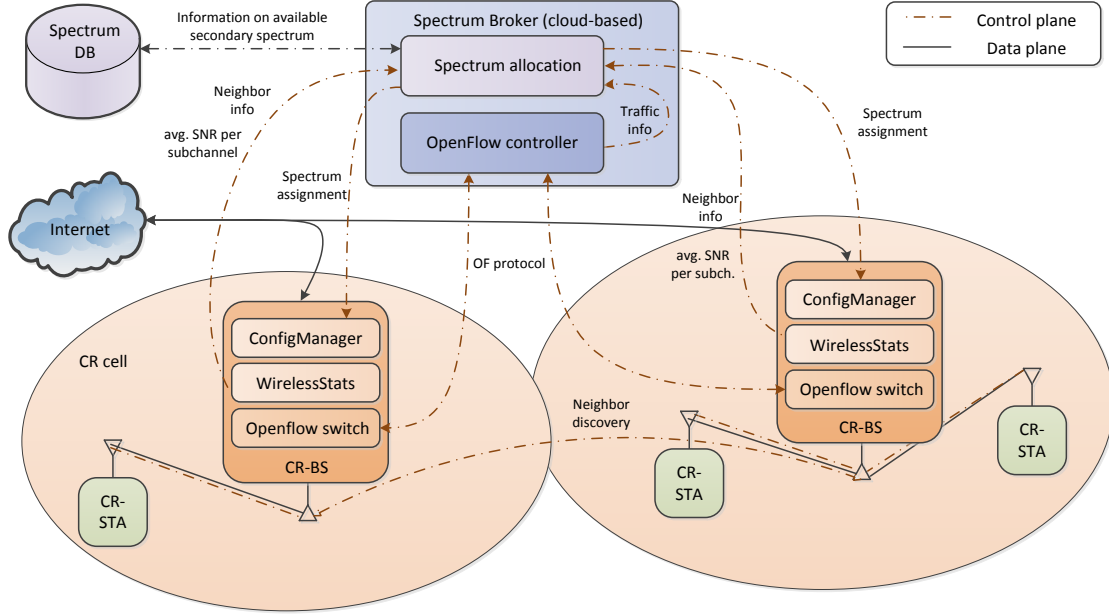 Spectrum
DB
Information on available
secondary spectrum
Spectrum Broker (cloud-based)
Spectrum allocation
OpenFlow controller
Traffic
info
Control plane
Data plane
Neighbor
info
avg. SNR per
subchannel
Spectrum
assignment
Spectrum
assignment
Internet
OF protocol
Neighbor
info
avg. SNR
per subch.
CR cell
ConfigManager
WirelessStats
Openflow switch
CR-BS
CR-
STA
Neighbor
discovery
ConfigManager
WirelessStats
Openflow switch
CR-BS
CR-
STA
CR-
STA